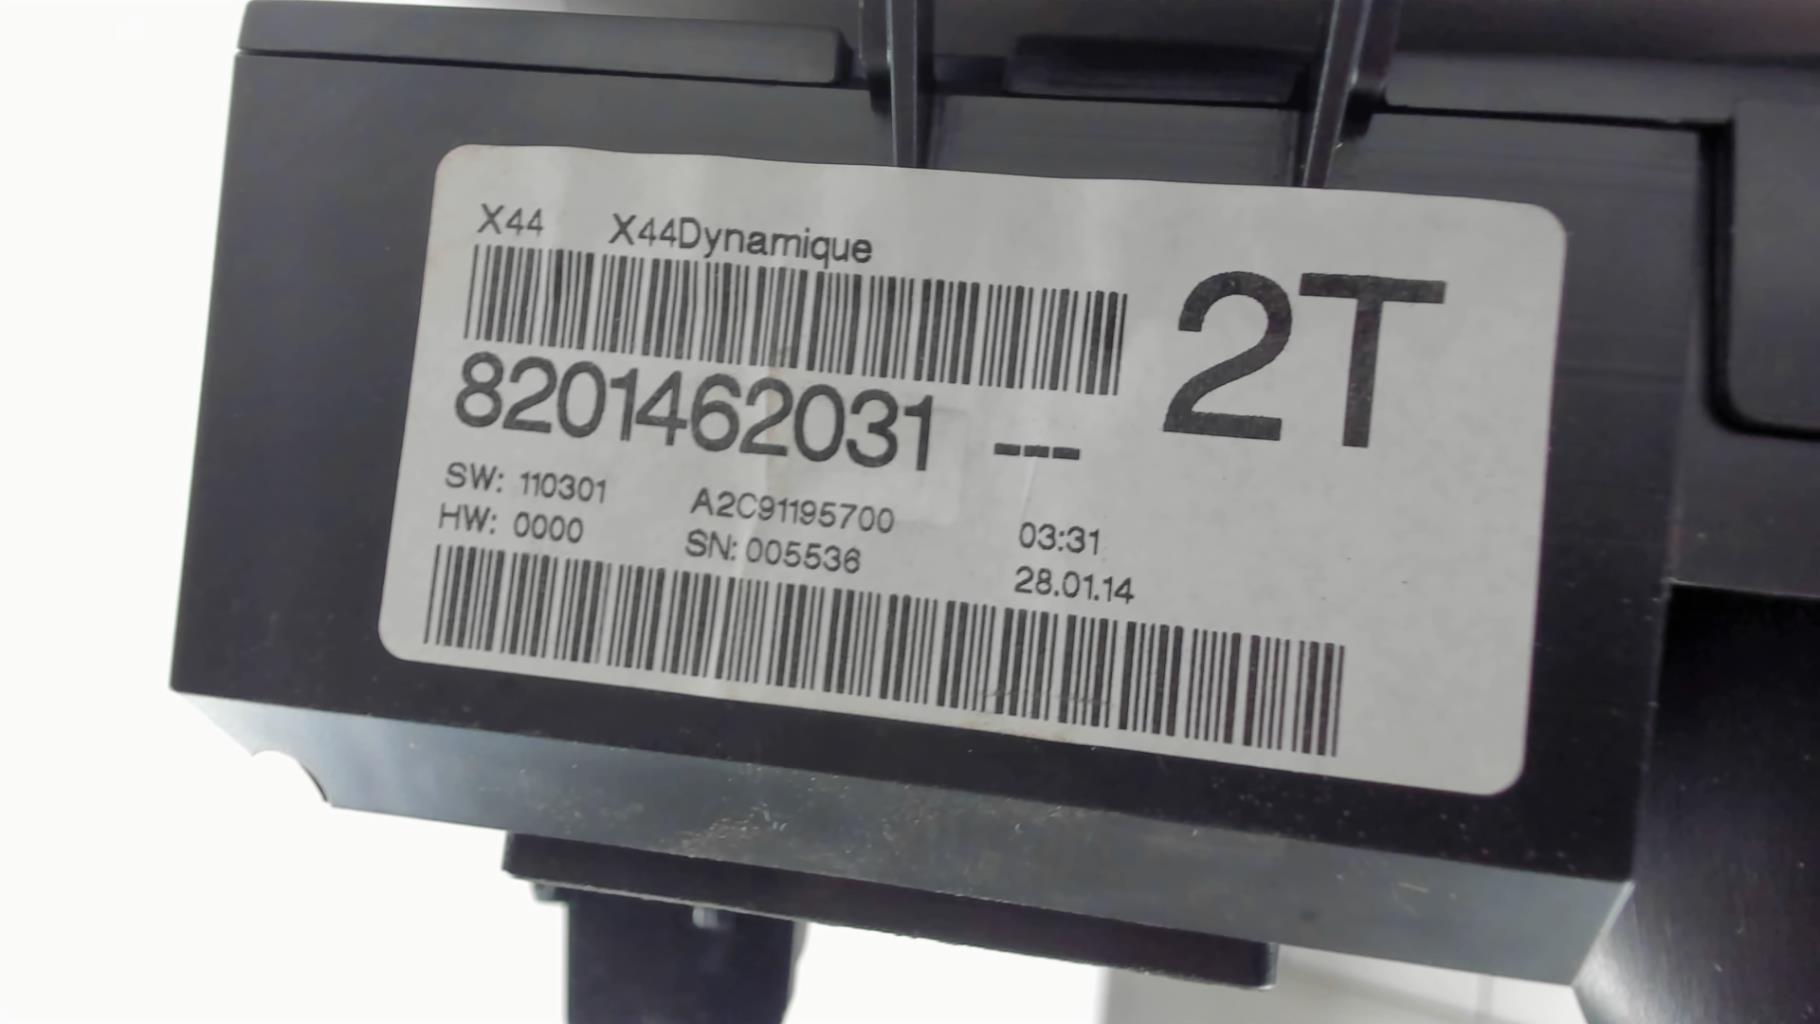 X44 X44Dynamique
2T
8201462031 ---
SW: 110301 A2C91195700 03:31
HW: 0000 SN: 005536 28.01.14